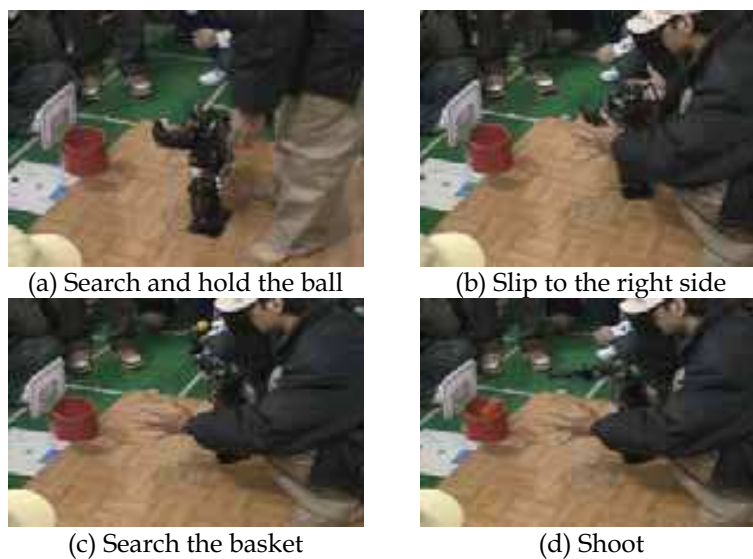 (a) Search and hold the ball
(b) Slip to the right side
(c) Search the basket
(d) Shoot